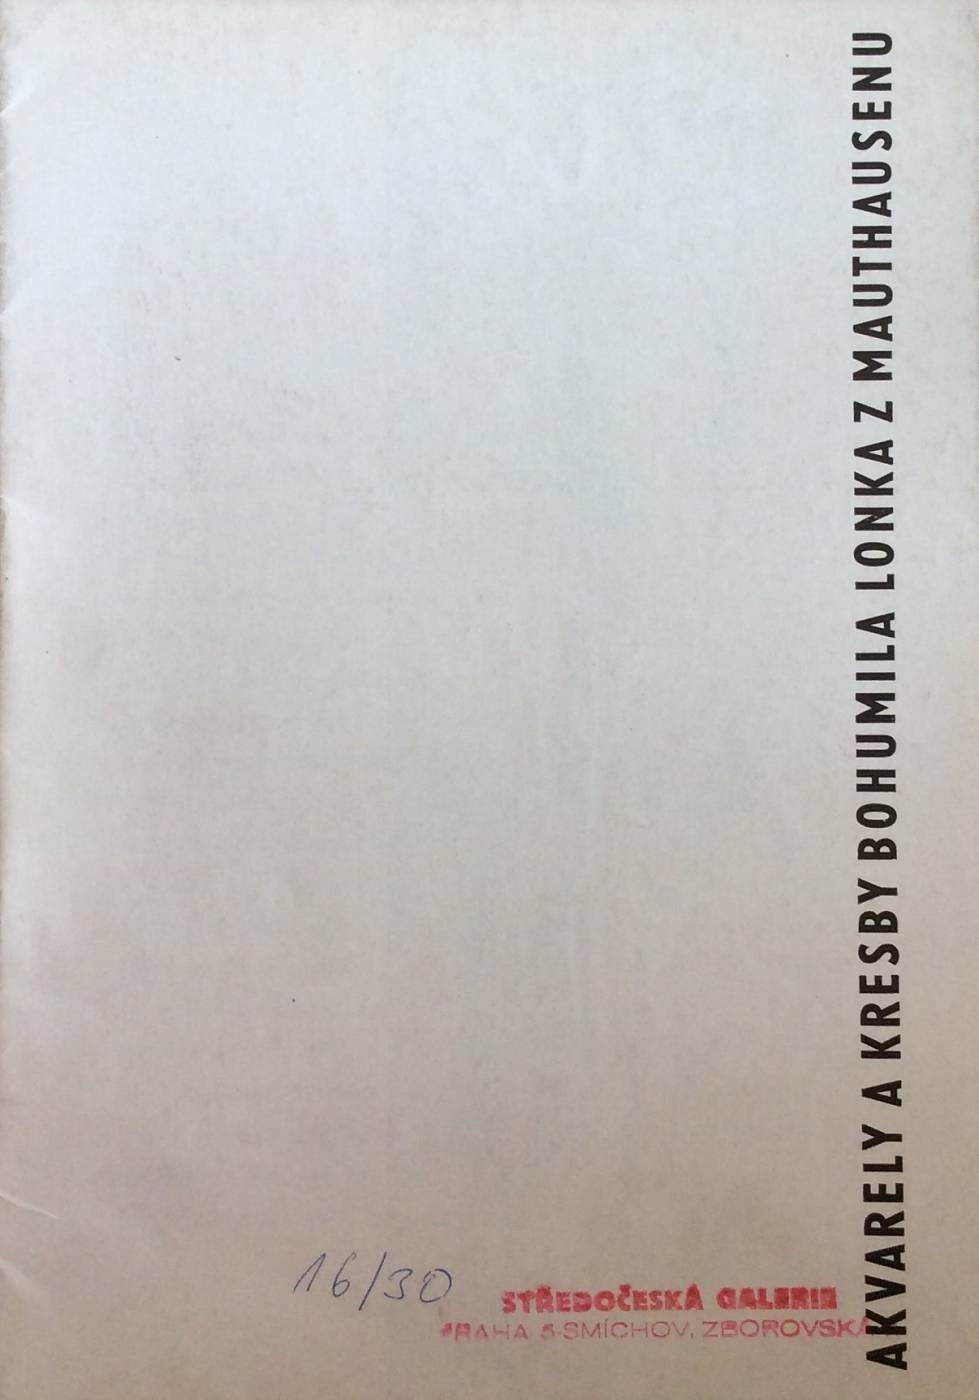 AKVARELY A KRESBY BOHUMILA LONKA Z MAUTHAUSENU
16/30
STŘEDOČESKÁ GALERIE
PRAHA 5-SMÍCHOV, ZBOROVSKÁ